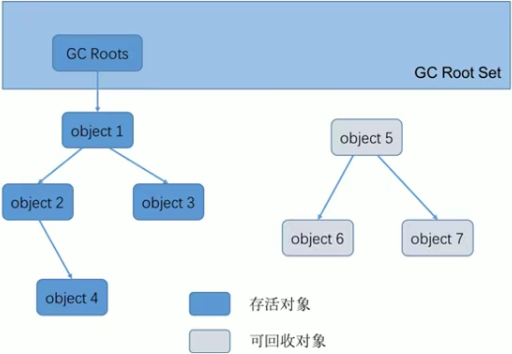 GC Roots
GC Root Set
object 1
object 5
object 2
object 3
object 6
object 7
object 4
存活对象
可回收对象